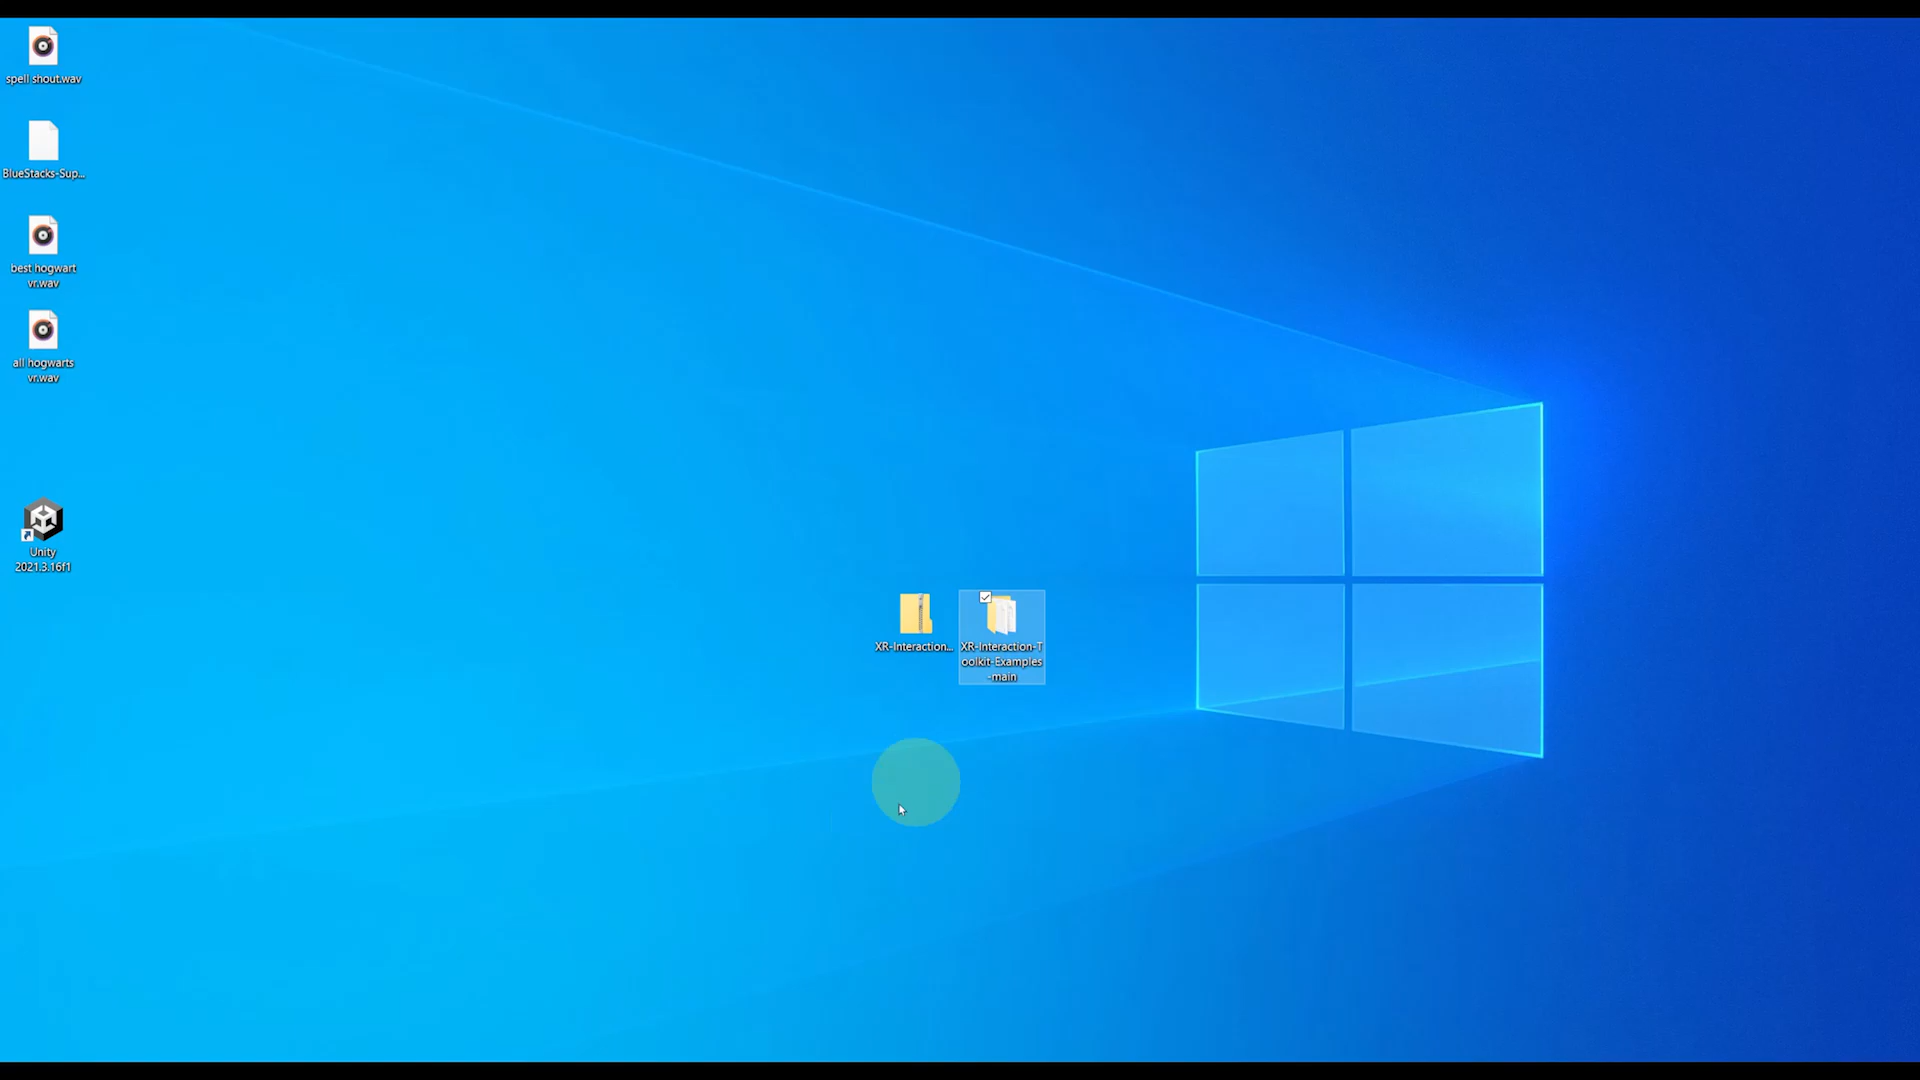 spell shout.wav
BlueStacks-Sup...
best hogwart
vr.wav
all hogwarts
vr.wav
Unity
2021.3.16f1
XR-Interaction...
XR-Interaction-T
oolkit-Examples
-main